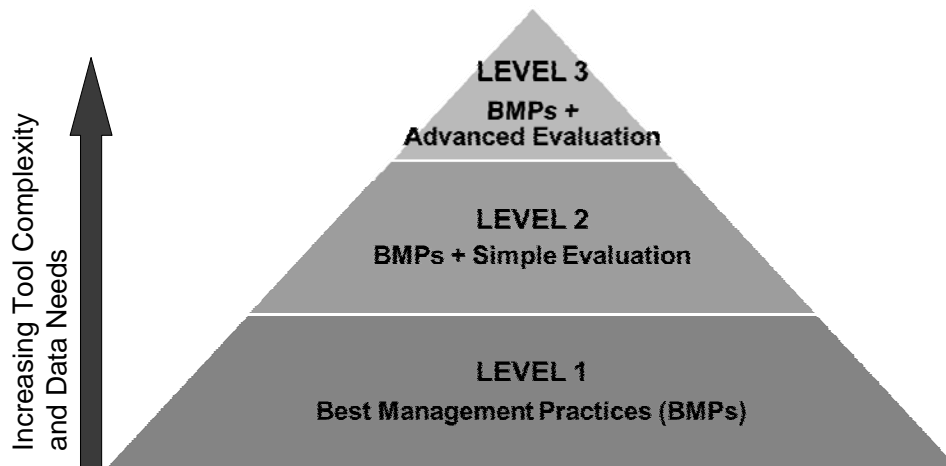 LEVEL 3
BMPs +
Advanced Evaluation
LEVEL 2
BMPs + Simple Evaluation
LEVEL 1
Best Management Practices (BMPs)
Increasing Tool Complexity
and Data Needs